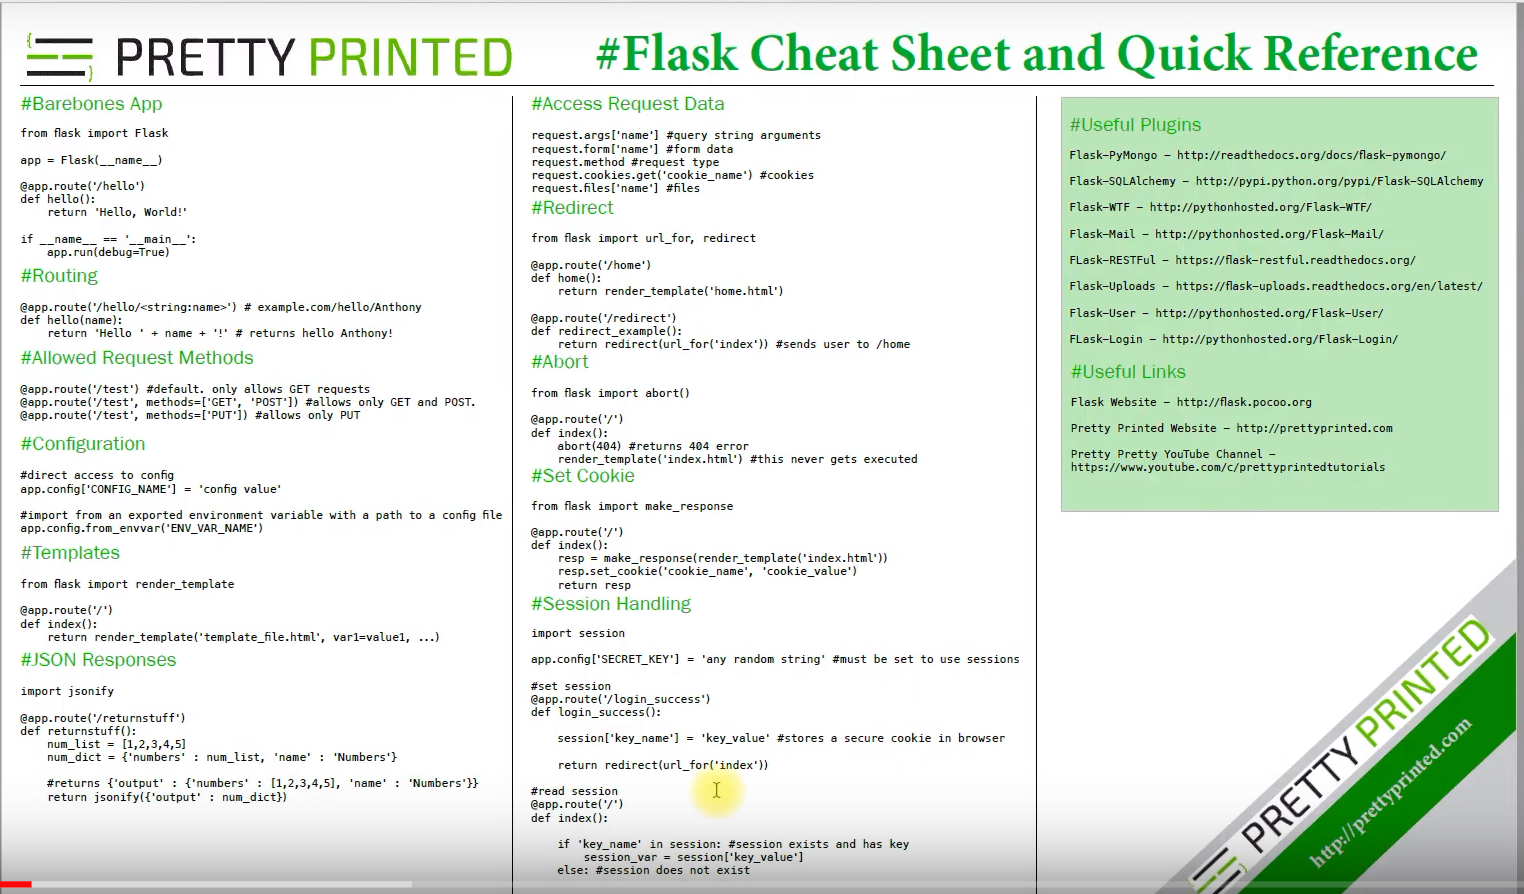 PRETTY PRINTED
#Flask Cheat Sheet and Quick Reference
#Barebones App
from flask import Flask
app = Flask(__name__)
@app.route('/hello')
def hello():
    return 'Hello, World!'
if __name__ == '__main__':
    app.run(debug=True)
#Routing
@app.route('/hello/<string:name>') # example.com/hello/Anthony
def hello(name):
    return 'Hello ' + name + '!' # returns hello Anthony!
#Allowed Request Methods
@app.route('/test') #default. only allows GET requests
@app.route('/test', methods=['GET', 'POST']) #allows only GET and POST.
@app.route('/test', methods=['PUT']) #allows only PUT
#Configuration
#direct access to config
app.config['CONFIG_NAME'] = 'config value'
#import from an exported environment variable with a path to a config file
app.config.from_envvar('ENV_VAR_NAME')
#Templates
from flask import render_template
@app.route('/')
def index():
    return render_template('template_file.html', var1=value1, ...)
#JSON Responses
import jsonify
@app.route('/returnstuff')
def returnstuff():
    num_list = [1,2,3,4,5]
    num_dict = {'numbers' : num_list, 'name' : 'Numbers'}
    #returns {'output' : {'numbers' : [1,2,3,4,5], 'name' : 'Numbers'}}
    return jsonify({'output' : num_dict})
#Access Request Data
request.args['name'] #query string arguments
request.form['name'] #form data
request.method #request type
request.cookies.get('cookie_name') #cookies
request.files['name'] #files
#Redirect
from flask import url_for, redirect
@app.route('/home')
def home():
    return render_template('home.html')
@app.route('/redirect')
def redirect_example():
    return redirect(url_for('index')) #sends user to /home
#Abort
from flask import abort()
@app.route('/')
def index():
    abort(404) #returns 404 error
    render_template('index.html') #this never gets executed
#Set Cookie
from flask import make_response
@app.route('/')
def index():
    resp = make_response(render_template('index.html'))
    resp.set_cookie('cookie_name', 'cookie_value')
    return resp
#Session Handling
import session
app.config['SECRET_KEY'] = 'any random string' #must be set to use sessions
#set session
@app.route('/login_success')
def login_success():
    session['key_name'] = 'key_value' #stores a secure cookie in browser
    return redirect(url_for('index'))
#read session
@app.route('/')
def index():
    if 'key_name' in session: #session exists and has key
        session_var = session['key_value']
    else: #session does not exist
#Useful Plugins
Flask-PyMongo – http://readthedocs.org/docs/flask-pymongo/
Flask-SQLAlchemy – http://pypi.python.org/pypi/Flask-SQLAlchemy
Flask-WTF – http://pythonhosted.org/Flask-WTF/
Flask-Mail – http://pythonhosted.org/Flask-Mail/
FLask-RESTFul – https://flask-restful.readthedocs.org/
Flask-Uploads – https://flask-uploads.readthedocs.org/en/latest/
Flask-User – http://pythonhosted.org/Flask-User/
FLask-Login – http://pythonhosted.org/Flask-Login/
#Useful Links
Flask Website – http://flask.pocoo.org
Pretty Printed Website – http://prettyprinted.com
Pretty Pretty YouTube Channel –
https://www.youtube.com/c/prettyprintedtutorials
PRETTY PRINTED
http://prettyprinted.com